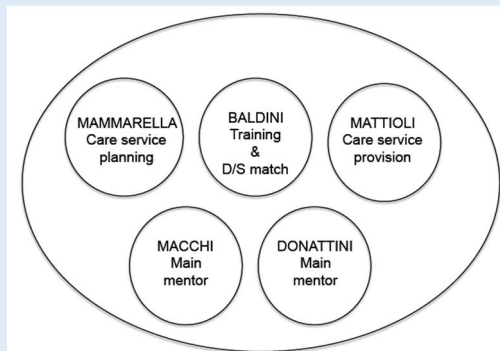 MAMMARELLA
Care service
planning
BALDINI
Training
&
D/S match
MATTIOLI
Care service
provision
MACCHI
Main
mentor
DONATTINI
Main
mentor